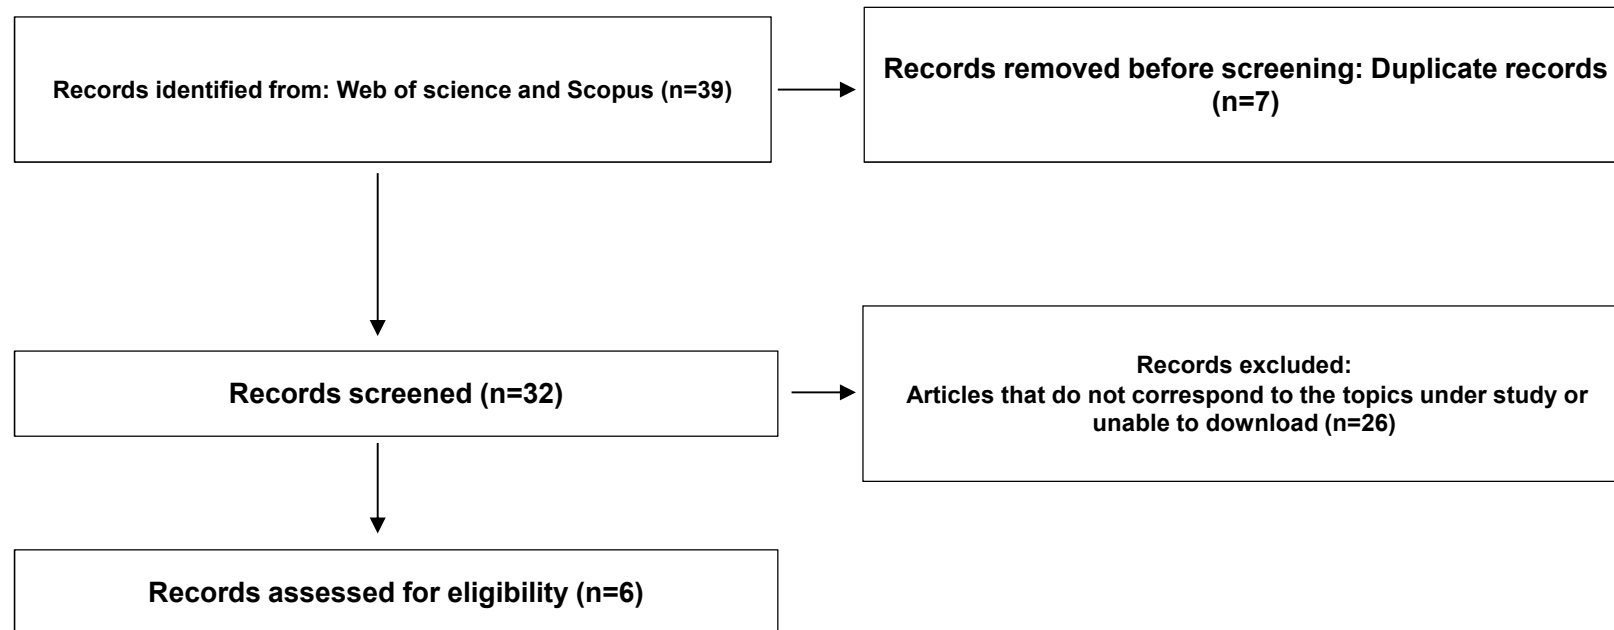 Records identified from: Web of science and Scopus (n=39)
Records removed before screening: Duplicate records
(n=7)
Records screened (n=32)
Records excluded:
Articles that do not correspond to the topics under study or
unable to download (n=26)
Records assessed for eligibility (n=6)